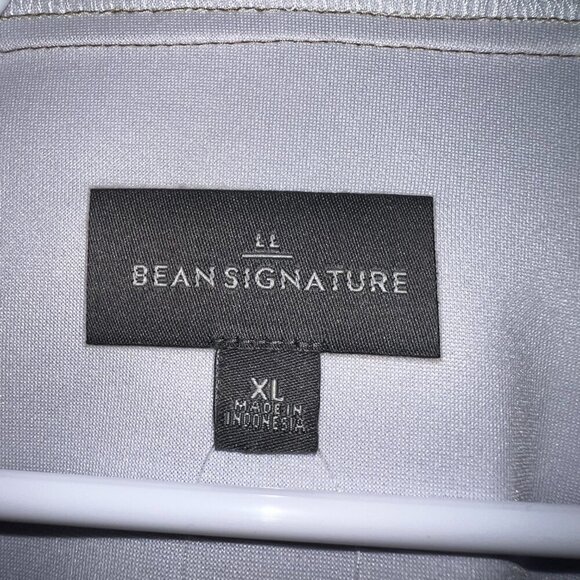 LL
BEAN SIGNATURE
XL
MADE IN
INDONESIA